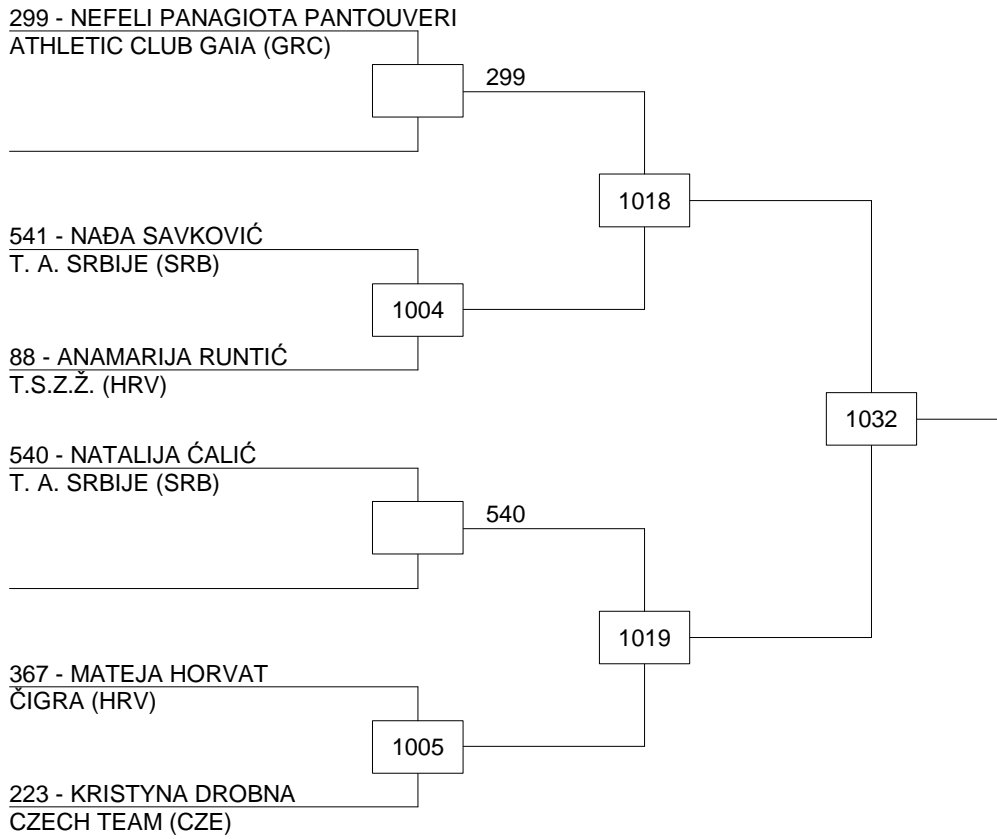 299 - NEFELI PANAGIOTA PANTOUVERI
ATHLETIC CLUB GAIA (GRC)
299
1018
541 - NAĐA SAVKOVIĆ
T. A. SRBIJE (SRB)
1004
88 - ANAMARIJA RUNTIĆ
T.S.Z.Ž. (HRV)
1032
540 - NATALIJA ĆALIĆ
T. A. SRBIJE (SRB)
540
1019
367 - MATEJA HORVAT
ČIGRA (HRV)
1005
223 - KRISTYNA DROBNA
CZECH TEAM (CZE)